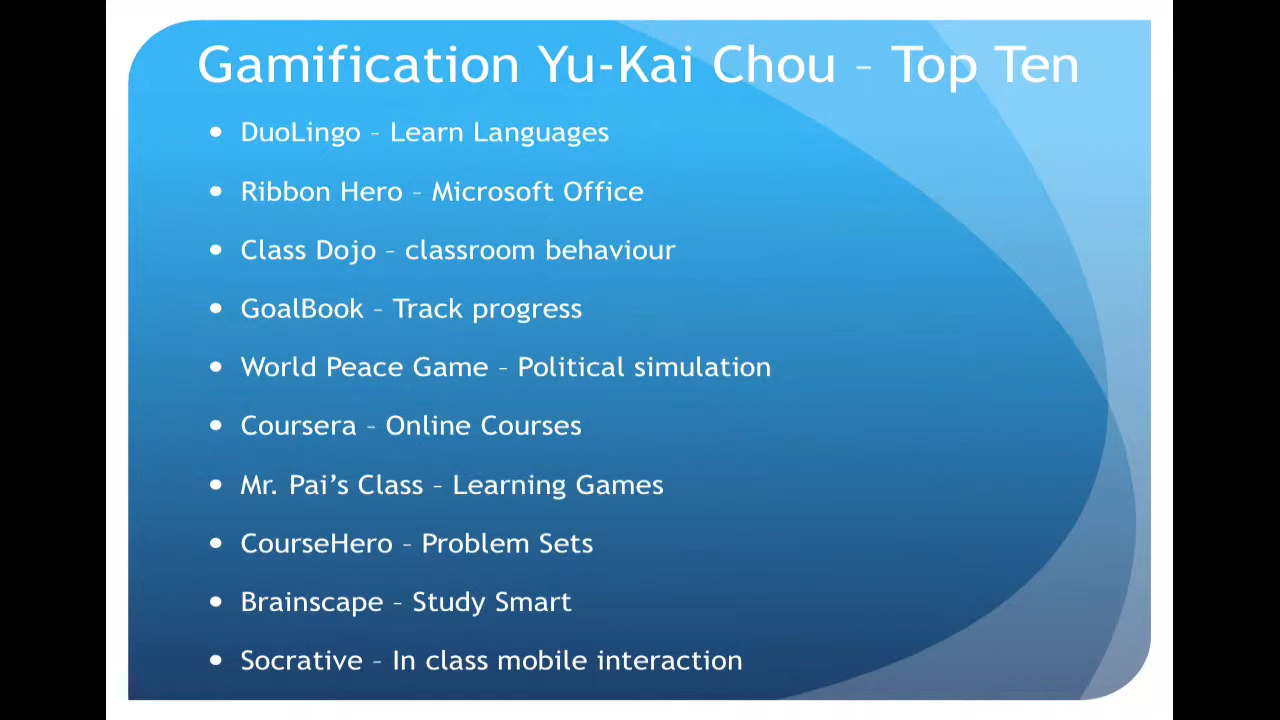 Gamification Yu-Kai Chou – Top Ten
• DuoLingo – Learn Languages
• Ribbon Hero – Microsoft Office
• Class Dojo – classroom behaviour
• GoalBook – Track progress
• World Peace Game – Political simulation
• Coursera – Online Courses
• Mr. Pai’s Class – Learning Games
• CourseHero – Problem Sets
• Brainscape – Study Smart
• Socrative – In class mobile interaction